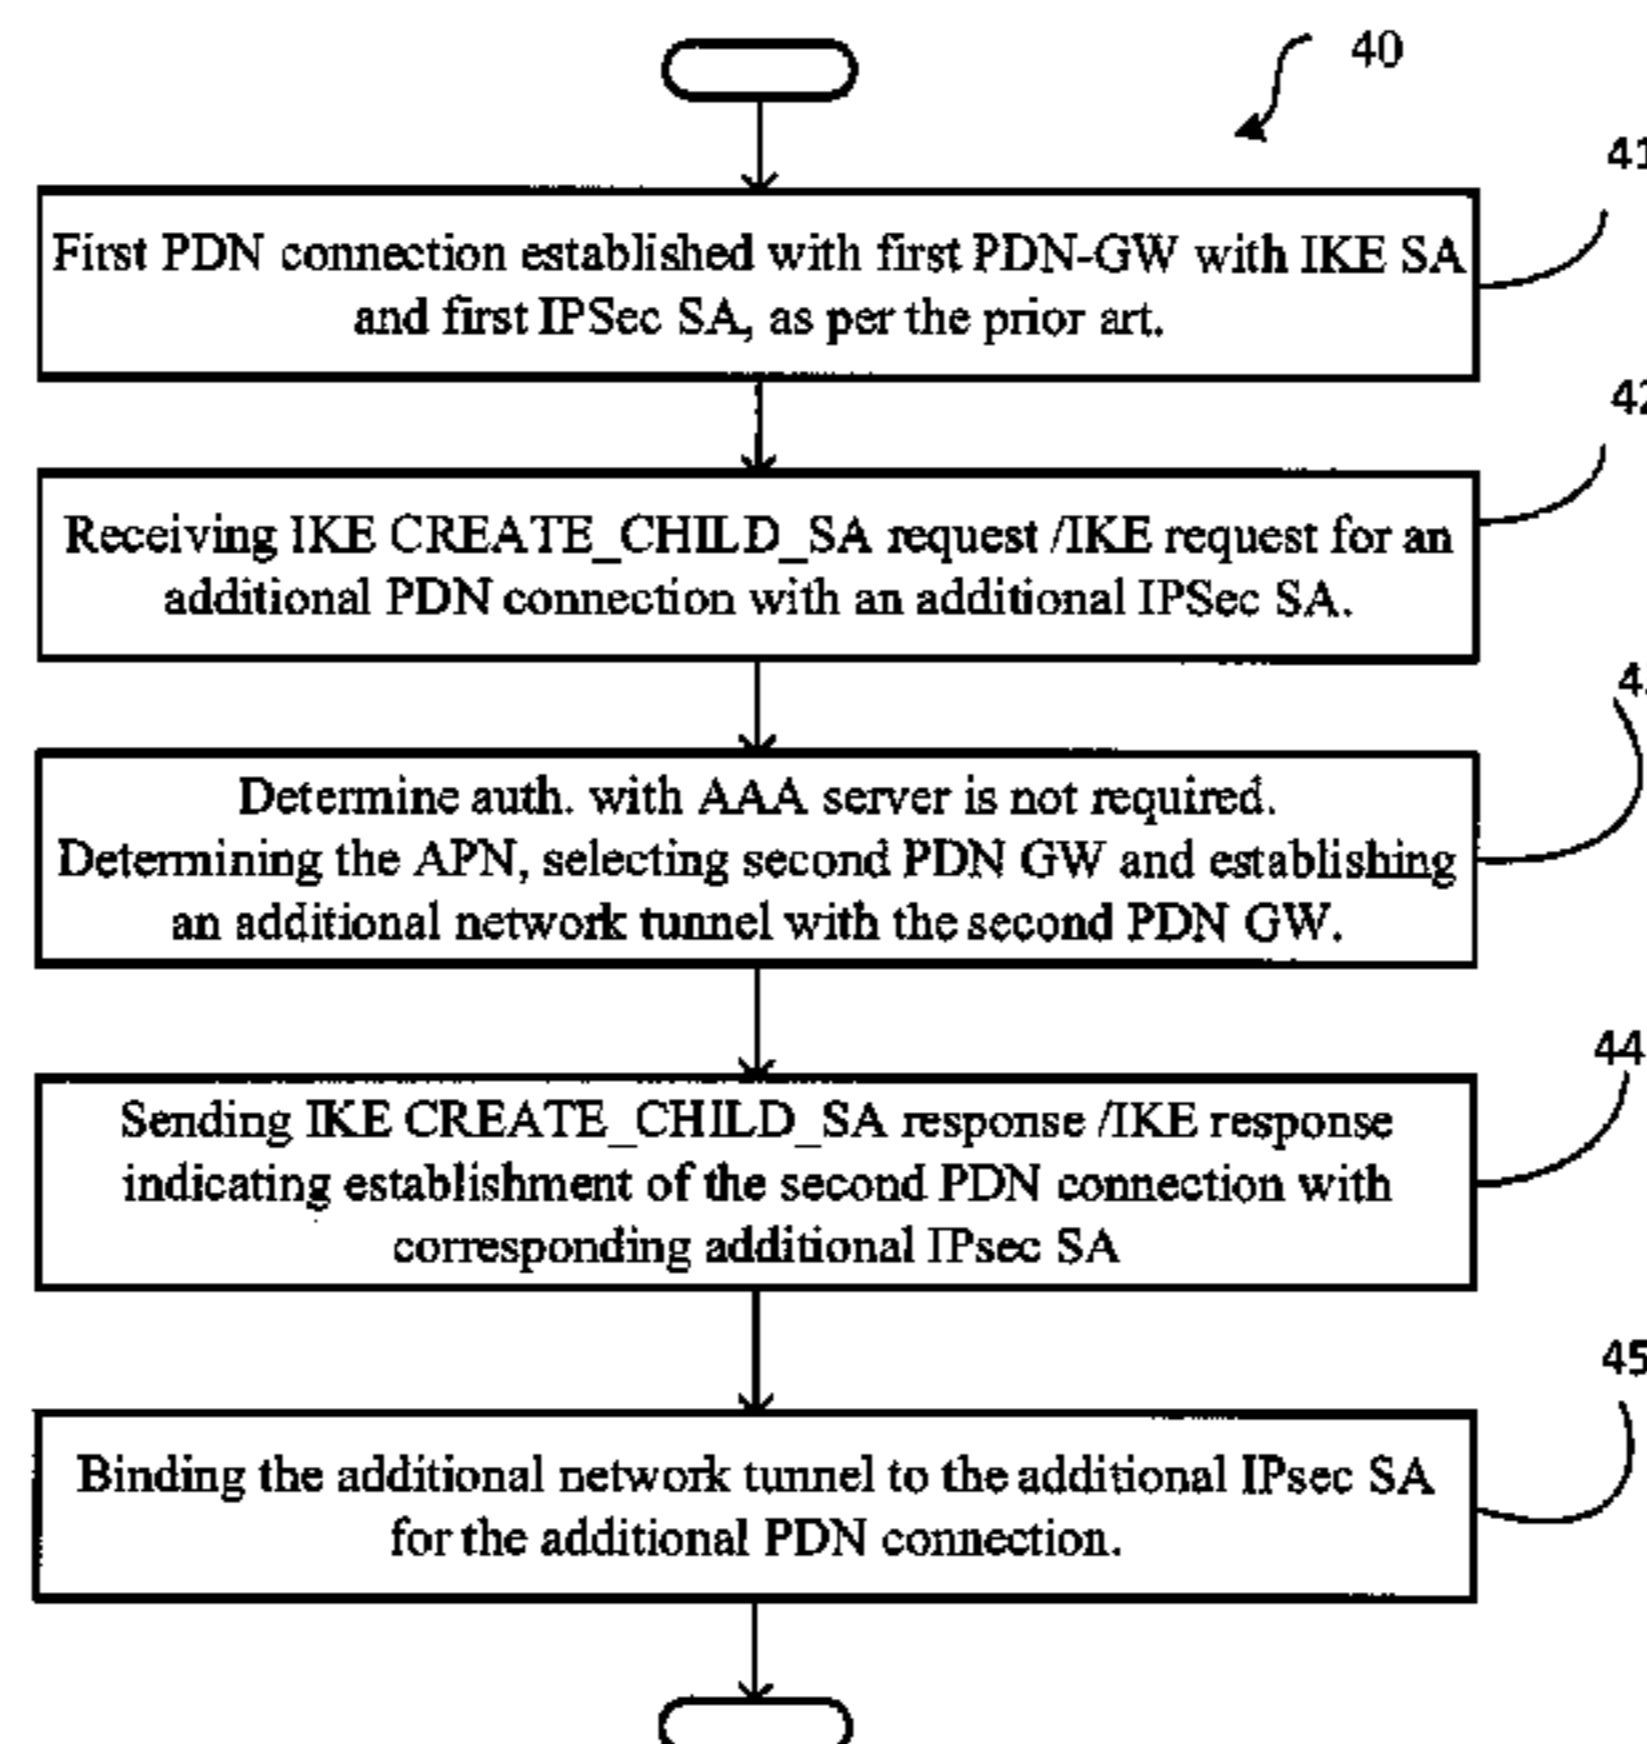 40
41
First PDN connection established with first PDN-GW with IKE SA
and first IPSec SA, as per the prior art.
42
Receiving IKE CREATE_CHILD_SA request /IKE request for an
additional PDN connection with an additional IPSec SA.
Determine auth. with AAA server is not required.
Determining the APN, selecting second PDN GW and establishing
an additional network tunnel with the second PDN GW.
44
Sending IKE CREATE_CHILD_SA response /IKE response
indicating establishment of the second PDN connection with
corresponding additional IPsec SA
45
Binding the additional network tunnel to the additional IPsec SA
for the additional PDN connection.